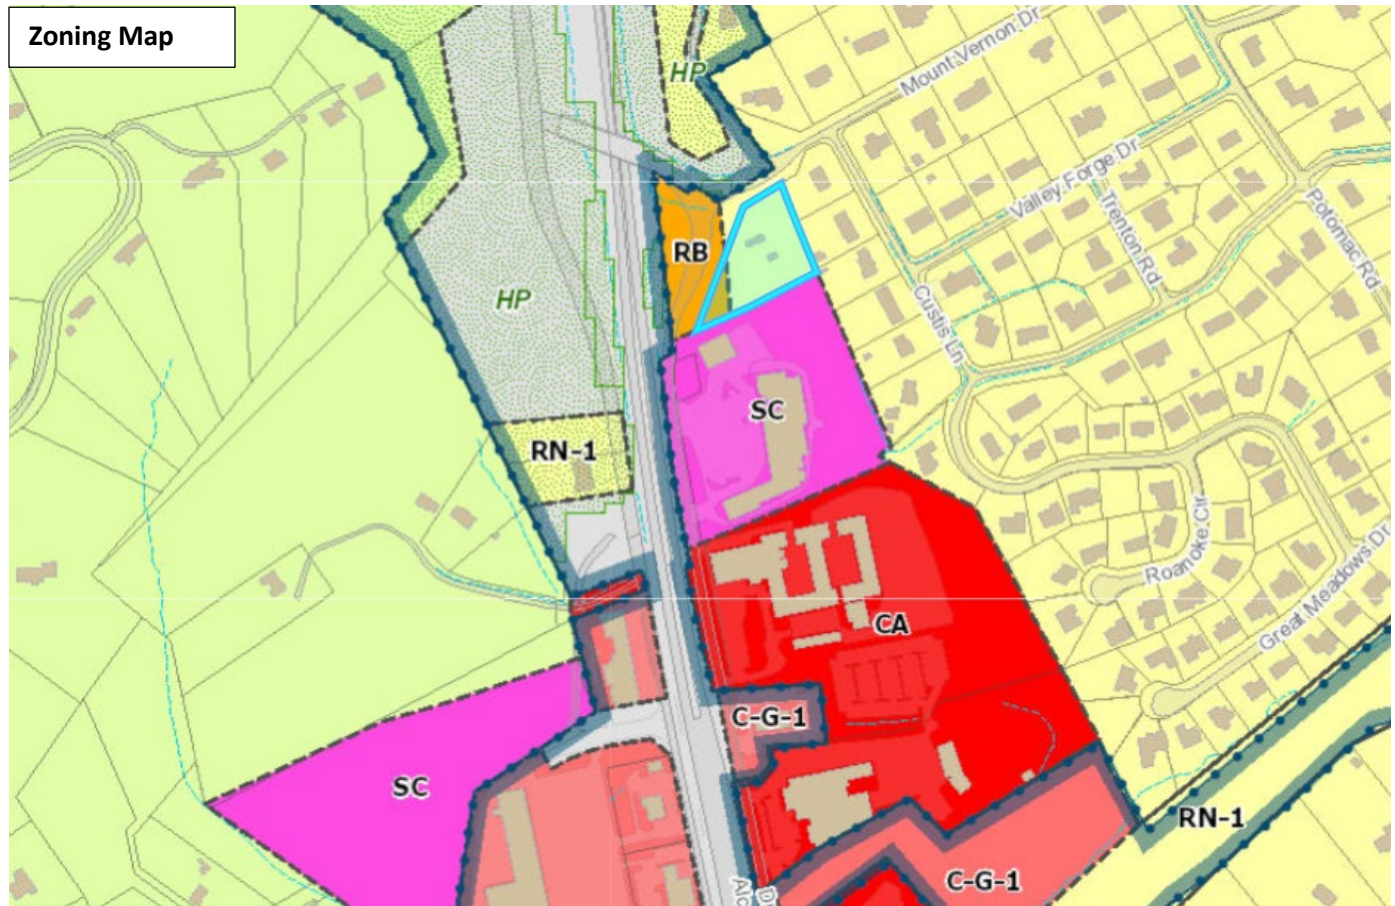 Zoning Map
Mount Vernon Dr
HP
Valley Forge Dr
Trenton Rd
Potomac Rd
RB
HP
Custis Ln
SC
RN-1
Roanoke Cir
Great Meadows Dr
CA
C-G-1
SC
RN-1
C-G-1